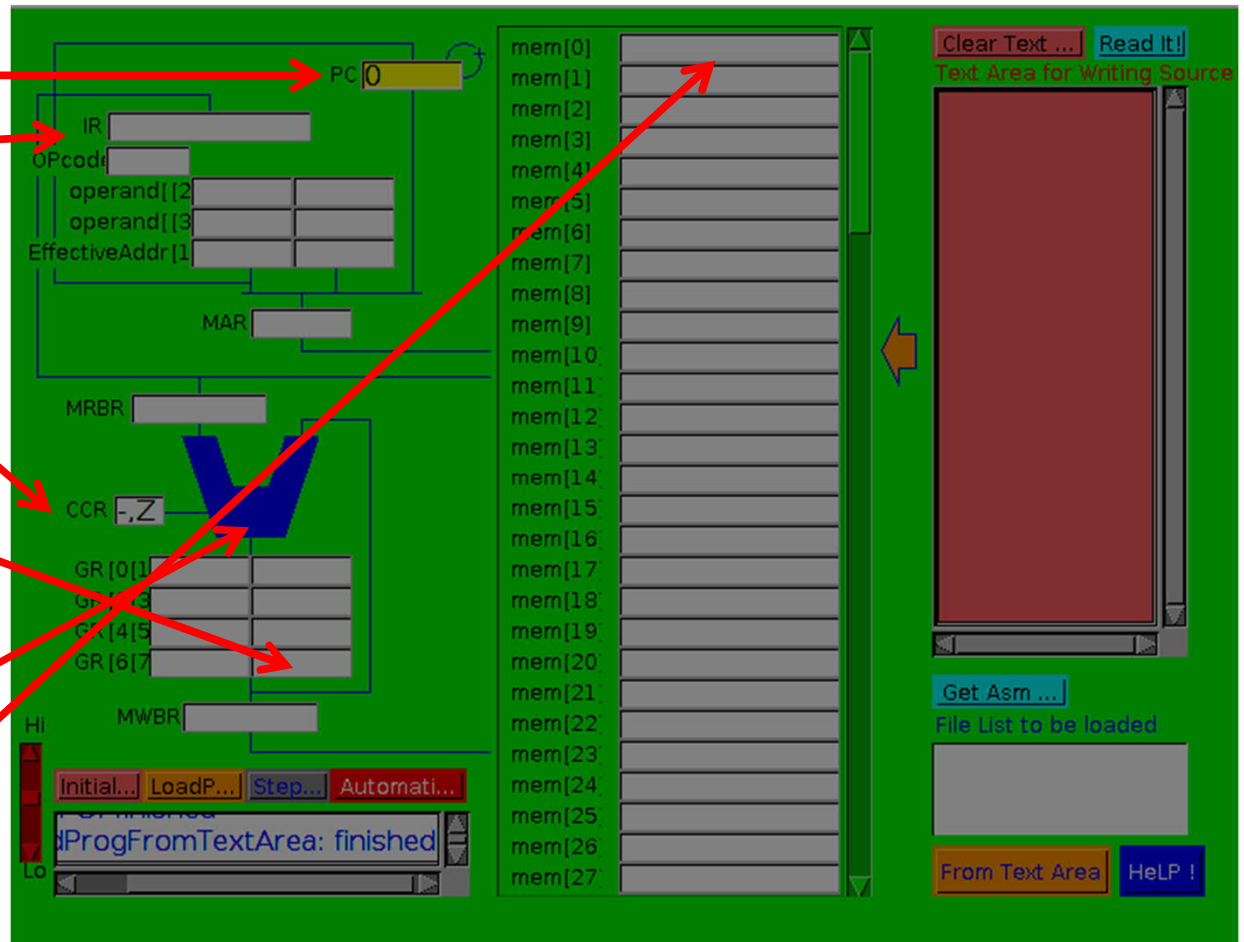 PC 0
IR
OPcode
operand[[2
operand[[3
EffectiveAddr[1
MAR
MRBR
CCR -,Z
GR[0[1
GR[4[5
GR[6[7
MWBR
Hi
Lo
Initial... LoadP... Step... Automati...
dProgFromTextArea: finished
mem[0]
mem[1]
mem[2]
mem[3]
mem[4]
mem[5]
mem[6]
mem[7]
mem[8]
mem[9]
mem[10]
mem[11]
mem[12]
mem[13]
mem[14]
mem[15]
mem[16]
mem[17]
mem[18]
mem[19]
mem[20]
mem[21]
mem[22]
mem[23]
mem[24]
mem[25]
mem[26]
mem[27]
Clear Text ... Read It!
Text Area for Writing Source
Get Asm ...
File List to be loaded
From Text Area HeLP !